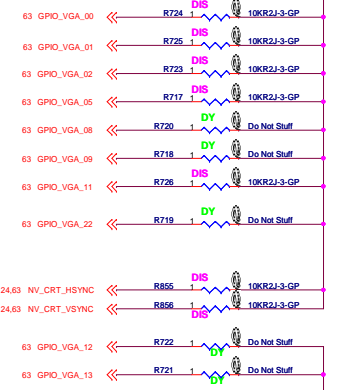 DIS
63 GPIO_VGA_00 R724 1 10KR2J-3-GP
DIS
63 GPIO_VGA_01 R725 1 10KR2J-3-GP
DIS
63 GPIO_VGA_02 R723 1 10KR2J-3-GP
DIS
63 GPIO_VGA_05 R717 1 10KR2J-3-GP
DY
63 GPIO_VGA_08 R720 1 Do Not Stuff
DY
63 GPIO_VGA_09 R718 1 Do Not Stuff
DIS
63 GPIO_VGA_11 R726 1 10KR2J-3-GP
DY
63 GPIO_VGA_22 R719 1 Do Not Stuff
DIS
24,63 NV_CRT_HSYNC R855 1 10KR2J-3-GP
24,63 NV_CRT_VSYNC R856 1 10KR2J-3-GP
DIS
63 GPIO_VGA_12 R722 1 Do Not Stuff
DY
63 GPIO_VGA_13 R721 1 Do Not Stuff
DY